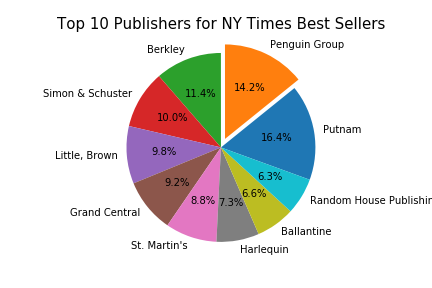 Top 10 Publishers for NY Times Best Sellers
Penguin Group
14.2%
Berkley
11.4%
Simon & Schuster
10.0%
Little, Brown
9.8%
Grand Central
9.2%
St. Martin's
8.8%
Harlequin
7.3%
Ballantine
6.6%
Random House Publishin
6.3%
Putnam
16.4%